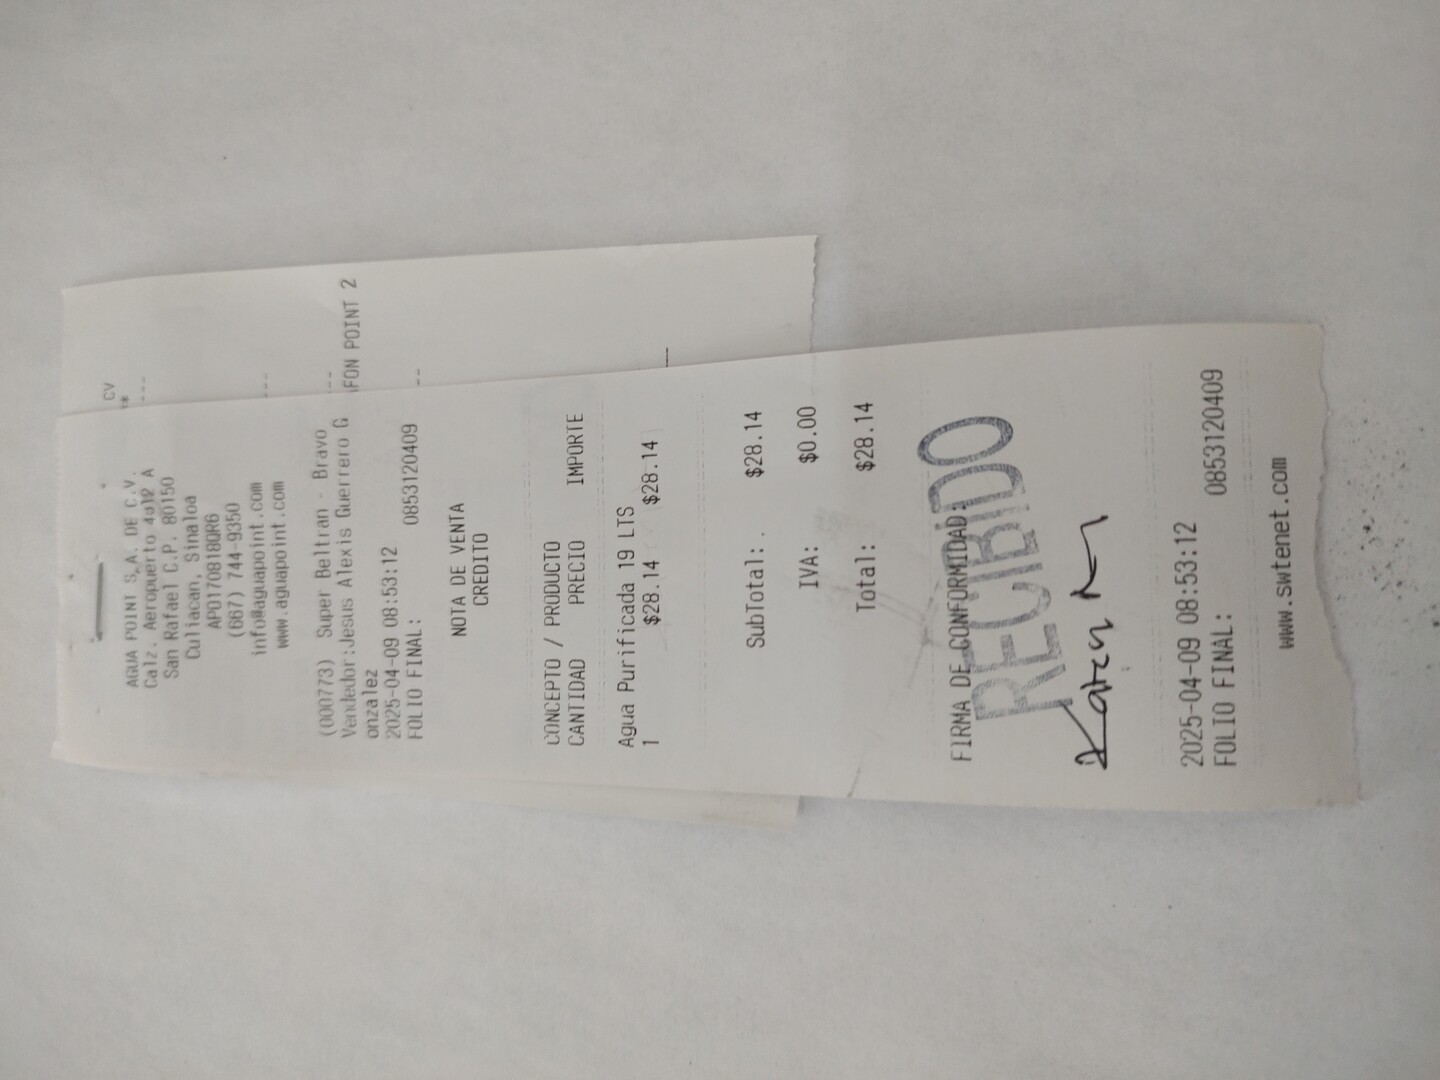 AGUA POINT S.A. DE C.V.
Calz. Aeropuerto A
San Rafael C.P. 80150
Culiacan, Sinaloa
APO170818QR6
(667) 744-9350
info@aguapoint.com
www.aguapoint.com
(000773) Super Beltran - Bravo
Vendedor:Jesus Alexis Guerrero G
onzalez
2025-04-09 08:53:12
FOLIO FINAL: 0853120409
NOTA DE VENTA
CREDITO
CONCEPTO / PRODUCTO
CANTIDAD PRECIO IMPORTE
Agua Purificada 19 LTS
1 $28.14 $28.14
SubTotal: $28.14
IVA: $0.00
Total: $28.14
FIRMA DE CONFORMIDAD:
RECIBIDO
Karen
2025-04-09 08:53:12
FOLIO FINAL: 0853120409
www.swtenet.com
CV
FON POINT 2